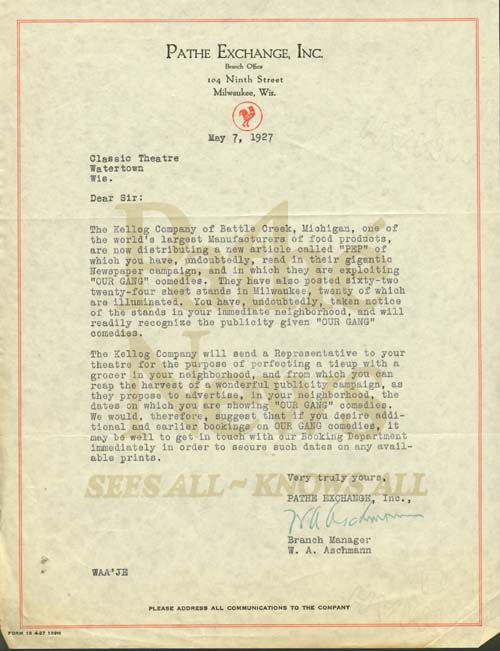 PATHE EXCHANGE, INC.
Branch Office
104 Ninth Street
Milwaukee, Wis.
May 7, 1927
Classic Theatre
Watertown
Wis.
Dear Sir:
The Kellog Company of Battle Creek, Michigan, one of
the world's largest Manufacturers of food products,
are now distributing a new article called "PEP" of
which you have, undoubtedly, read in their gigantic
Newspaper campaign, and in which they are exploiting
"OUR GANG" comedies. They have also posted sixty-two
twenty-four sheet stands in Milwaukee, twenty of which
are illuminated. You have, undoubtedly, taken notice
of the stands in your immediate neighborhood, and will
readily recognize the publicity given "OUR GANG"
comedies.
The Kellog Company will send a Representative to your
theatre for the purpose of perfecting a tieup with a
grocer in your neighborhood, and from which you can
reap the harvest of a wonderful publicity campaign, as
they propose to advertise, in your neighborhood, the
dates on which you are showing "OUR GANG" comedies.
We would, therefore, suggest that if you desire addi-
tional and earlier bookings on OUR GANG comedies, it
may be well to get in touch with our Booking Department
immediately in order to secure such dates on any avail-
able prints.
SEES ALL ~ KNOWS ALL
Very truly yours,
PATHE EXCHANGE, Inc.,
W A Aschmann
Branch Manager
W. A. Aschmann
WAA'JE
PLEASE ADDRESS ALL COMMUNICATIONS TO THE COMPANY